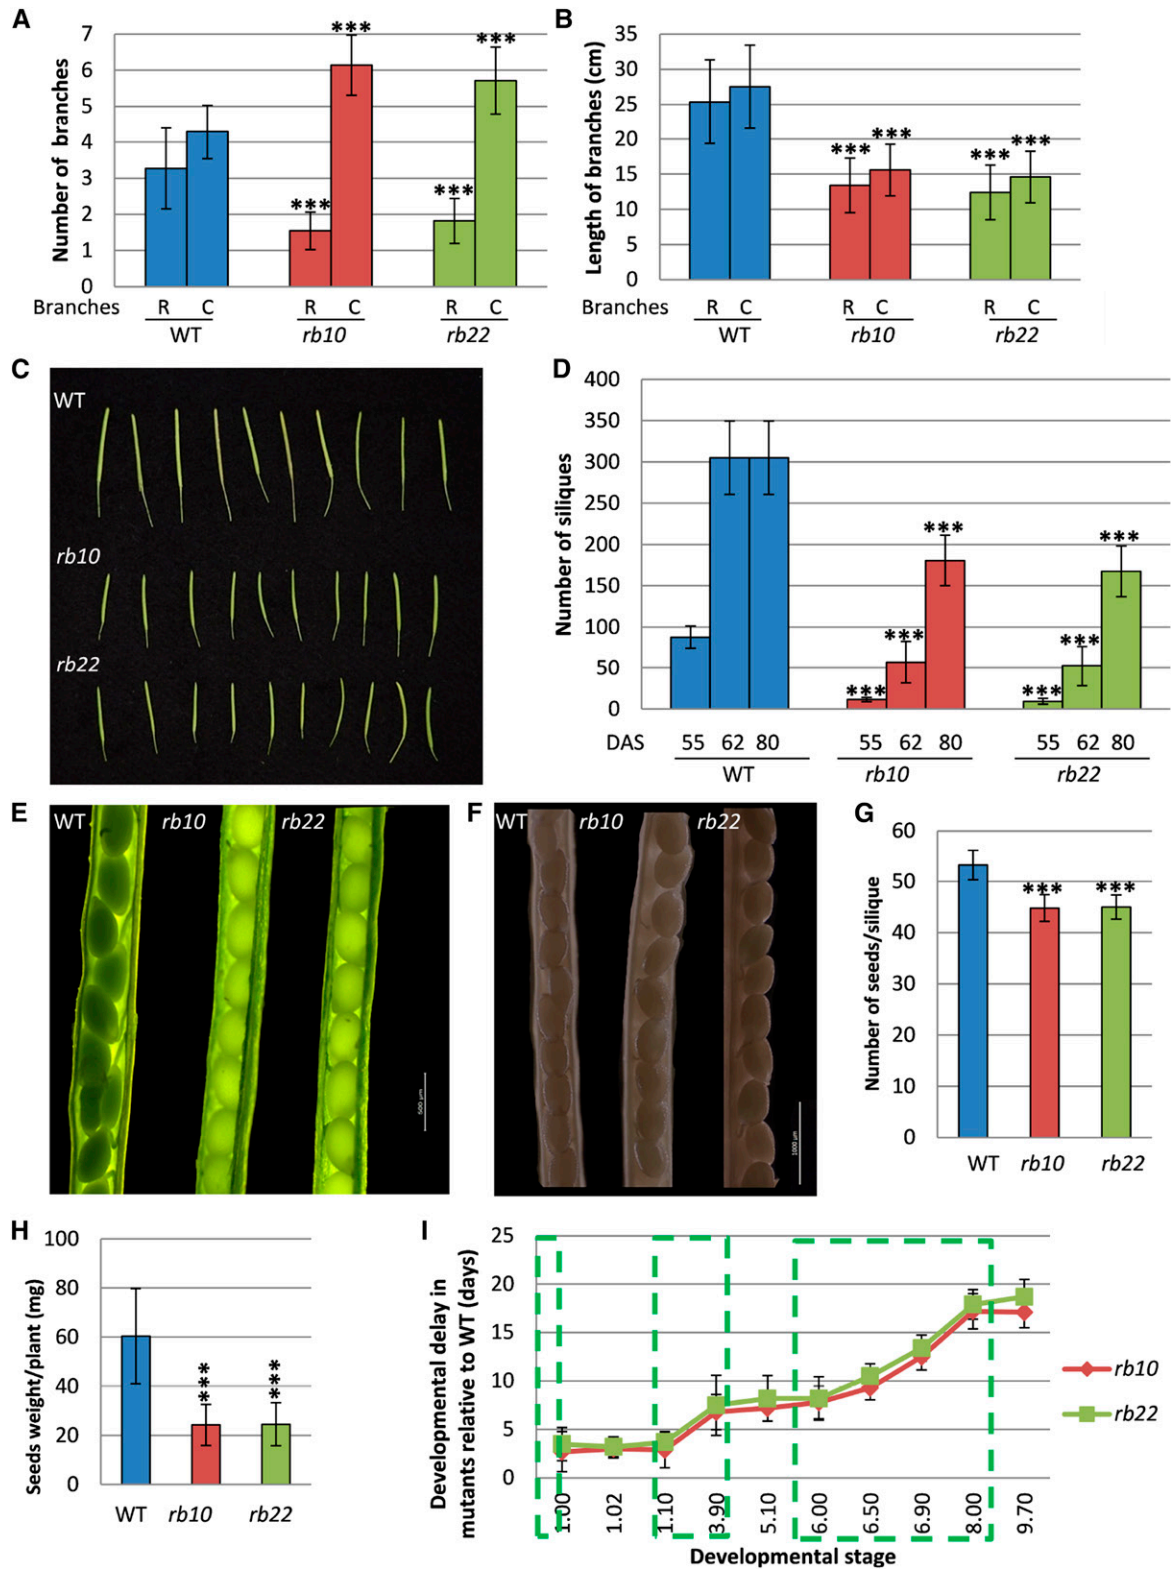 A
Number of branches
7
6
5
4
3
2
1
0
***
***
***
***
Branches R C R C R C
WT rb10 rb22
B
Length of branches (cm)
35
30
25
20
15
10
5
0
***
***
***
***
Branches R C R C R C
WT rb10 rb22
C
WT
rb10
rb22
D
Number of siliques
400
350
300
250
200
150
100
50
0
***
***
***
***
***
***
DAS 55 62 80 55 62 80 55 62 80
WT rb10 rb22
E
WT rb10 rb22
500 µm
F
WT rb10 rb22
1000 µm
G
Number of seeds/silique
60
50
40
30
20
10
0
***
***
WT rb10 rb22
H
Seeds weight/plant (mg)
100
80
60
40
20
0
***
***
WT rb10 rb22
I
Developmental delay in
mutants relative to WT (days)
25
20
15
10
5
0
1.00 1.02 1.10 3.90 5.10 6.00 6.50 6.90 8.00 9.70
Developmental stage
rb10
rb22